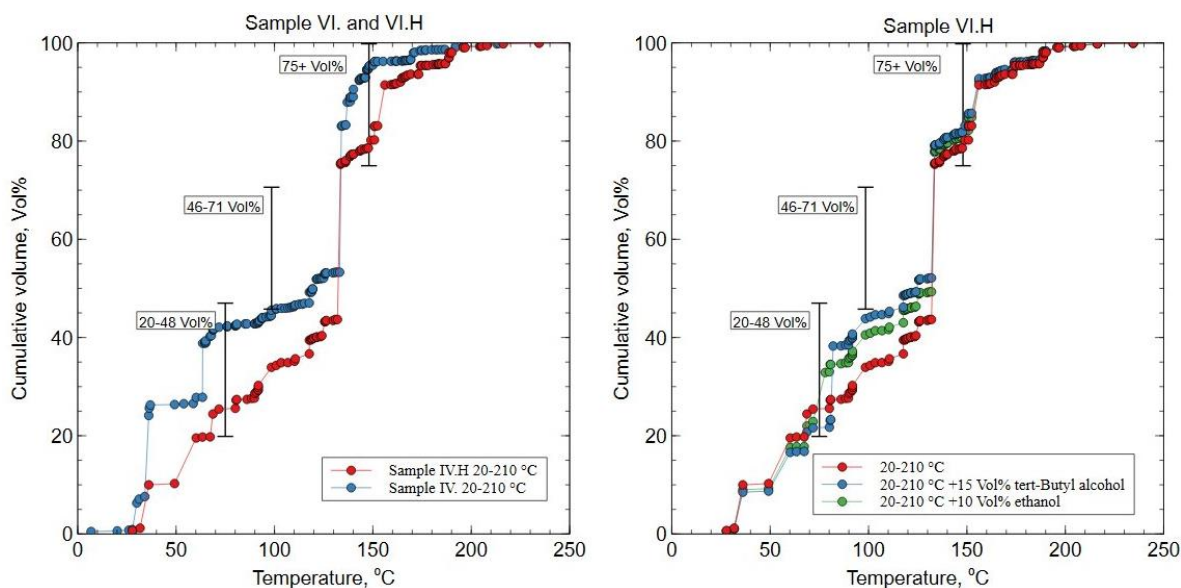 Sample VI. and VI.H
100
80
60
40
20
0
0
50
100
150
200
250
Cumulative volume, Vol%
Temperature, °C
75+ Vol%
46-71 Vol%
20-48 Vol%
Sample IV.H 20-210 °C
Sample IV. 20-210 °C
Sample VI.H
100
80
60
40
20
0
0
50
100
150
200
250
Cumulative volume, Vol%
Temperature, °C
75+ Vol%
46-71 Vol%
20-48 Vol%
20-210 °C
20-210 °C +15 Vol% tert-Butyl alcohol
20-210 °C +10 Vol% ethanol